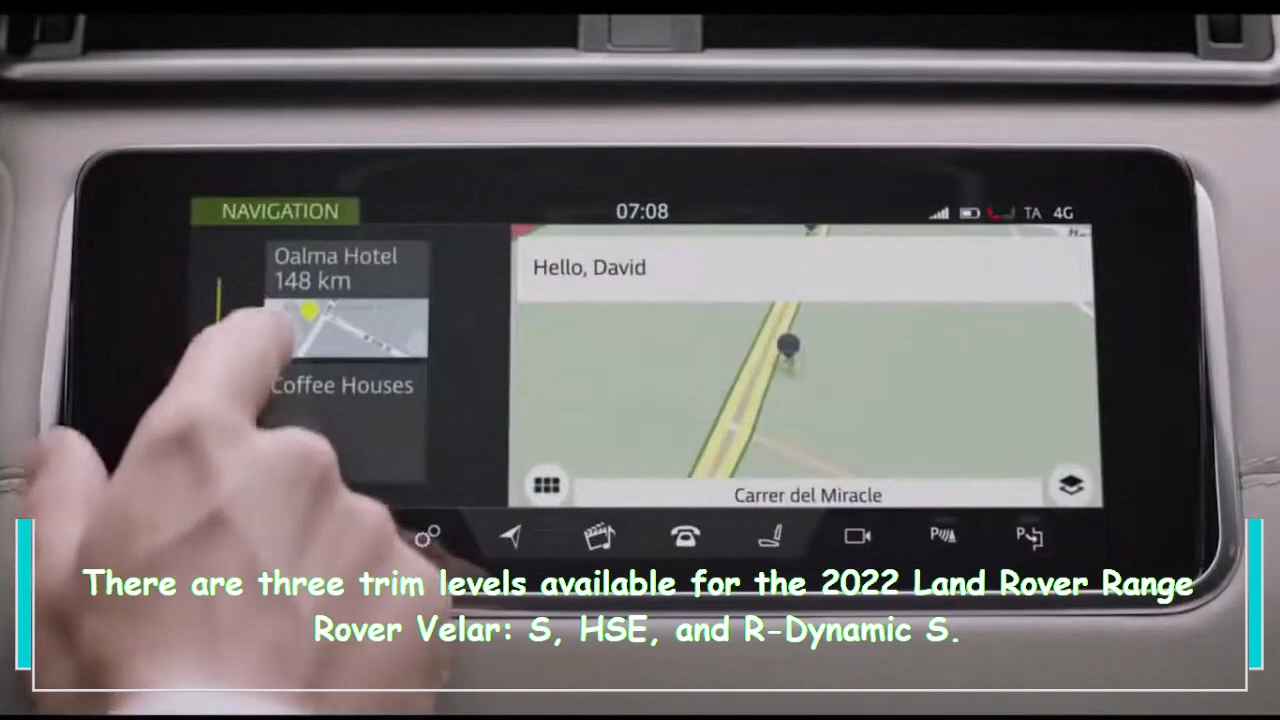 NAVIGATION
07:08
TA 4G
Oalma Hotel
148 km
Hello, David
Coffee Houses
Carrer del Miracle
There are three trim levels available for the 2022 Land Rover Range
Rover Velar: S, HSE, and R-Dynamic S.